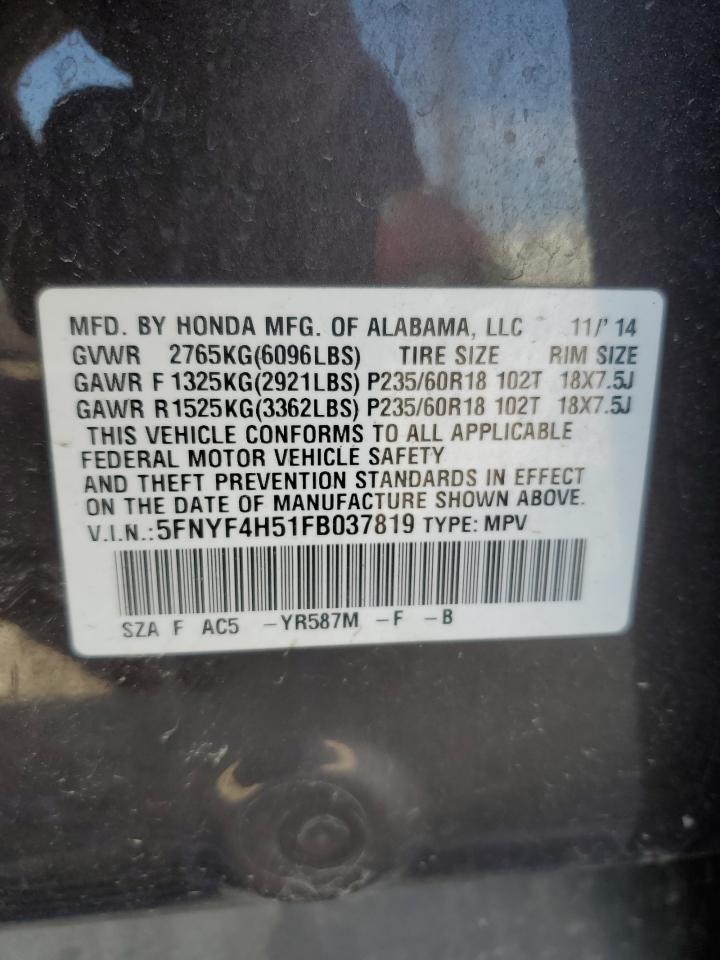 MFD. BY HONDA MFG. OF ALABAMA, LLC 11/'14
GVWR 2765KG(6096LBS) TIRE SIZE RIM SIZE
GAWR F 1325KG(2921LBS) P235/60R18 102T 18X7.5J
GAWR R 1525KG(3362LBS) P235/60R18 102T 18X7.5J
THIS VEHICLE CONFORMS TO ALL APPLICABLE
FEDERAL MOTOR VEHICLE SAFETY
AND THEFT PREVENTION STANDARDS IN EFFECT
ON THE DATE OF MANUFACTURE SHOWN ABOVE.
V.I.N.:5FNYF4H51FB037819 TYPE: MPV
SZA F AC5 -YR587M -F -B